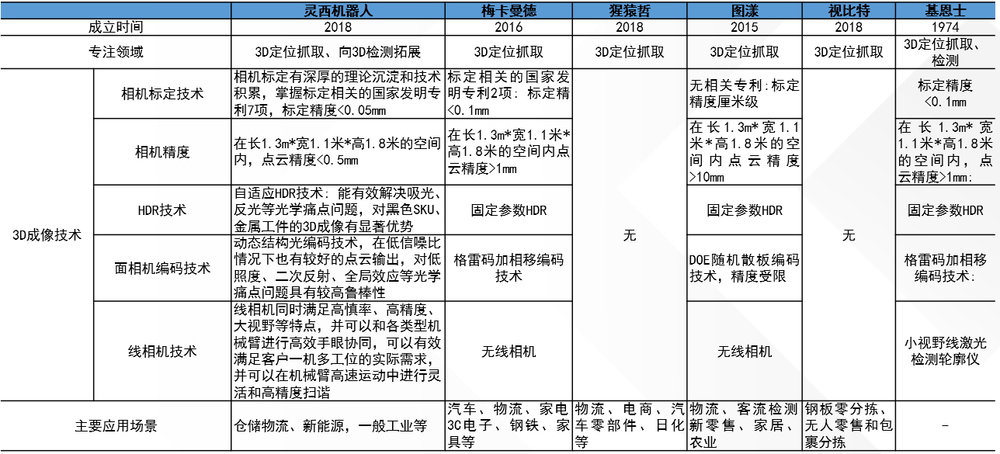 灵西机器人 梅卡曼德 猩猿哲 图漾 视比特 基恩士
成立时间 2018 2016 2018 2015 2018 1974
专注领域 3D定位抓取、向3D检测拓展 3D定位抓取 3D定位抓取 3D定位抓取 3D定位抓取 3D定位抓取、
检测
3D成像技术
相机标定技术
相机标定有深厚的理论沉淀和技术
积累，掌握标定相关的国家发明专
利7项，标定精度<0.05mm
标定相关的国家发
明专利2项: 标定精
<0.1mm
无
无相关专利:标定
精度厘米级
无
标定精度
<0.1mm
相机精度
在长1.3m*宽1.1米*高1.8米的空间
内，点云精度<0.5mm
在长1.3m*宽1.1米*
高1.8米的空间内点
云精度>1mm
在长1.3m*宽1.1
米*高1.8米的空
间内点云精度
>10mm
在长1.3m*宽
1.1米*高1.8米
的空间内，点
云精度>1mm:
HDR技术
自适应HDR技术: 能有效解决吸光、
反光等光学痛点问题，对黑色SKU、
金属工件的3D成像有显著优势
固定参数HDR
固定参数HDR
固定参数HDR
面相机编码技术
动态结构光编码技术，在低信噪比
情况下也有较好的点云输出，对低
照度、二次反射、全局效应等光学
痛点问题具有较高鲁棒性
格雷码加相移编码
技术
DOE随机散板编码
技术，精度受限
格雷码加相移
编码技术:
线相机技术
线相机同时满足高慎率、高精度、
大视野等特点，并可以和各类型机
械臂进行高效手眼协同，可以有效
满足客户一机多工位的实际需求，
并可以在机械臂高速运动中进行灵
活和高精度扫谐
无线相机
无线相机
小视野线激光
检测轮廓仪
主要应用场景
仓储物流、新能源，一般工业等
汽车、物流、家电
3C电子、钢铁、家
具等
物流、电商、汽
车零部件、日化
等
物流、客流检测
新零售、家居、
农业
钢板零分拣、
无人零售和包
裹分拣
-